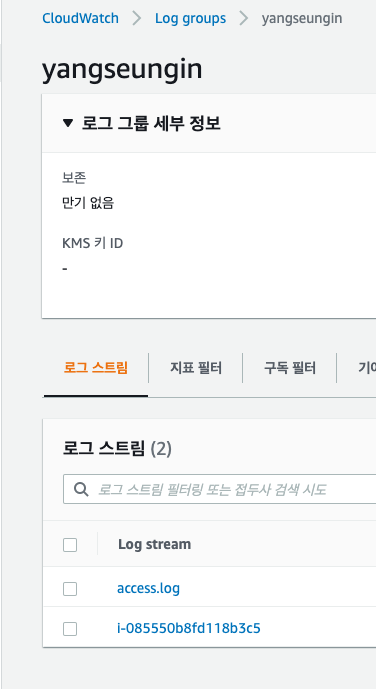 CloudWatch > Log groups > yangseungin
yangseungin
▼ 로그 그룹 세부 정보
보존
만기 없음
KMS 키 ID
-
로그 스트림 지표 필터 구독 필터
로그 스트림 (2)
로그 스트림 필터링 또는 접두사 검색 시도
Log stream
access.log
i-085550b8fd118b3c5